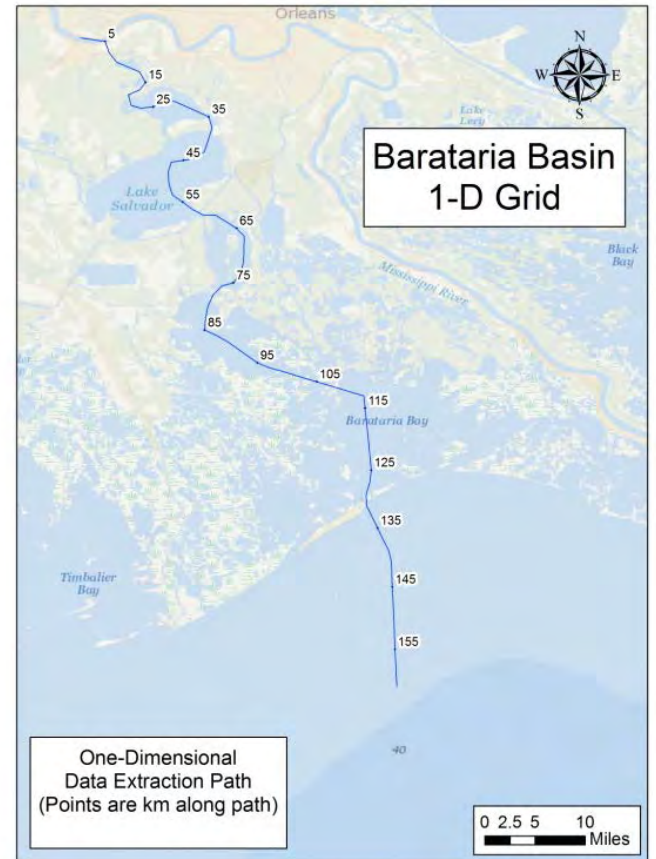 Orleans
5
N
W E
S
15
25
35
Lake
Lery
Barataria Basin
1-D Grid
45
Lake
Salvador
55
65
Black
Bay
75
Mississippi River
85
95
105
115
Barataria Bay
125
135
Timbalier
Bay
145
155
40
One-Dimensional
Data Extraction Path
(Points are km along path)
0 2.5 5 10
Miles